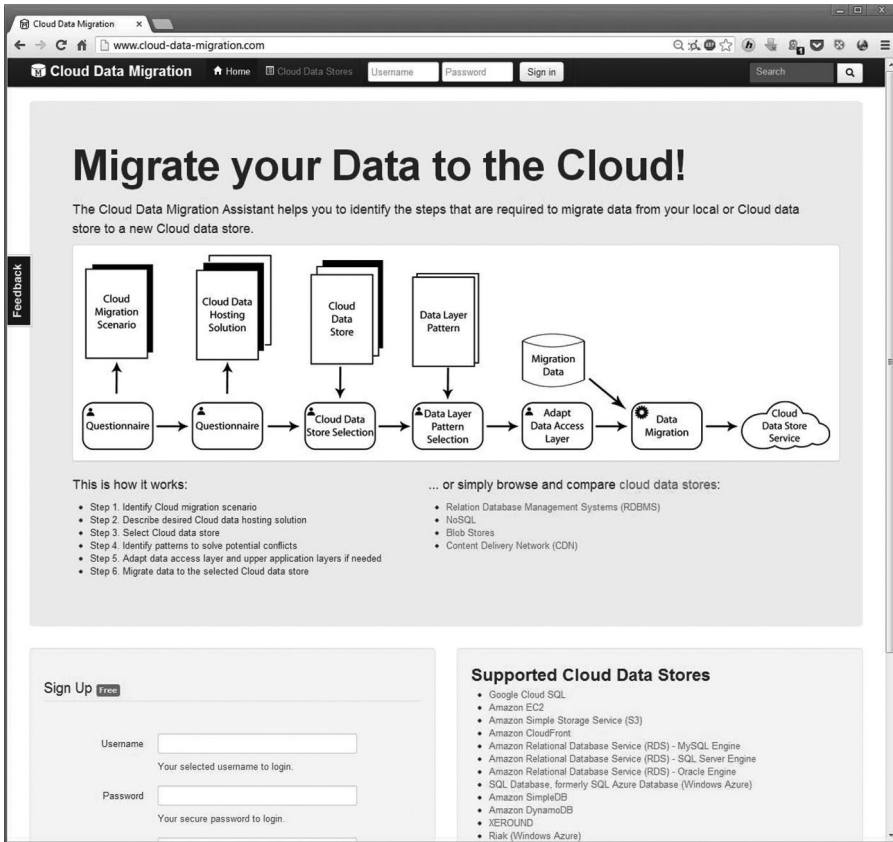 Cloud Data Migration
www.cloud-data-migration.com
Cloud Data Migration Home Cloud Data Stores Username Password Sign in Search
Migrate your Data to the Cloud!
The Cloud Data Migration Assistant helps you to identify the steps that are required to migrate data from your local or Cloud data
store to a new Cloud data store.
Feedback
Cloud
Migration
Scenario
Cloud Data
Hosting
Solution
Cloud
Data
Store
Data Layer
Pattern
Migration
Data
Questionnaire
Questionnaire
Cloud Data
Store Selection
Data Layer
Pattern
Selection
Adapt
Data Access
Layer
Data
Migration
Cloud
Data Store
Service
This is how it works:
Step 1. Identify Cloud migration scenario
Step 2. Describe desired Cloud data hosting solution
Step 3. Select Cloud data store
Step 4. Identify patterns to solve potential conflicts
Step 5. Adapt data access layer and upper application layers if needed
Step 6. Migrate data to the selected Cloud data store
... or simply browse and compare cloud data stores:
Relation Database Management Systems (RDBMS)
NoSQL
Blob Stores
Content Delivery Network (CDN)
Sign Up Free
Username
Your selected username to login.
Password
Your secure password to login.
Supported Cloud Data Stores
Google Cloud SQL
Amazon EC2
Amazon Simple Storage Service (S3)
Amazon CloudFront
Amazon Relational Database Service (RDS) - MySQL Engine
Amazon Relational Database Service (RDS) - SQL Server Engine
Amazon Relational Database Service (RDS) - Oracle Engine
SQL Database, formerly SQL Azure Database (Windows Azure)
Amazon SimpleDB
Amazon DynamoDB
XEROUND
Riak (Windows Azure)